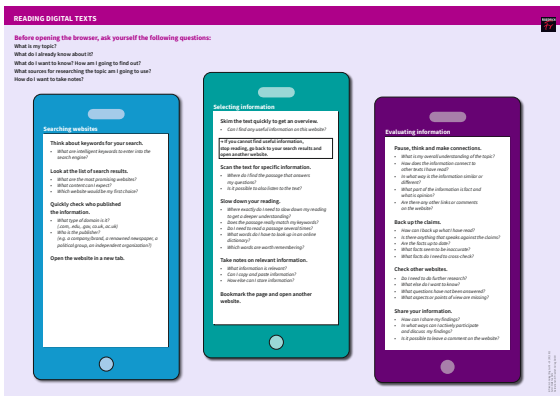 READING DIGITAL TEXTS
Before opening the browser, ask yourself the following questions:
What is my topic?
What do I already know about it?
What do I want to know? How am I going to find out?
What sources for researching the topic am I going to use?
How do I want to take notes?
Searching websites
Think about keywords for your search.
• What are intelligent keywords to enter into the
search engine?
Look at the list of search results.
• What are the most promising websites?
• What content can I expect?
• Which website would be my first choice?
Quickly check who published
the information.
• What type of domain is it?
(.com, .edu, .gov, .co.uk, .ac.uk)
• Who is the publisher?
(e.g. a company/brand, a renowned newspaper, a
political group, an independent organization?)
Open the website in a new tab.
Selecting information
Skim the text quickly to get an overview.
• Can I find any useful information on this website?
→ If you cannot find useful information,
stop reading, go back to your search results and
open another website.
Scan the text for specific information.
• Where do I find the passage that answers
my questions?
• Is it possible to also listen to the text?
Slow down your reading.
• Where exactly do I need to slow down my reading
to get a deeper understanding?
• Does the passage really match my keywords?
• Do I need to read a passage several times?
• What words do I have to look up in an online
dictionary?
• Which words are worth remembering?
Take notes on relevant information.
• What information is relevant?
• Can I copy and paste information?
• How else can I store information?
Bookmark the page and open another
website.
Evaluating information
Pause, think and make connections.
• What is my overall understanding of the topic?
• How does the information connect to
other texts I have read?
• In what way is the information similar or
different?
• What part of the information is fact and
what is opinion?
• Are there any other links or comments
on the website?
Back up the claims.
• How can I back up what I have read?
• Is there anything that speaks against the claims?
• Are the facts up to date?
• What facts seem to be inaccurate?
• What facts do I need to cross check?
Check other websites.
• Do I need to do further research?
• What else do I want to know?
• What questions have not been answered?
• What aspects or points of view are missing?
Share your information.
• How can I share my findings?
• In what ways can I actively participate
and discuss my findings?
• Is it possible to leave a comment on the website?